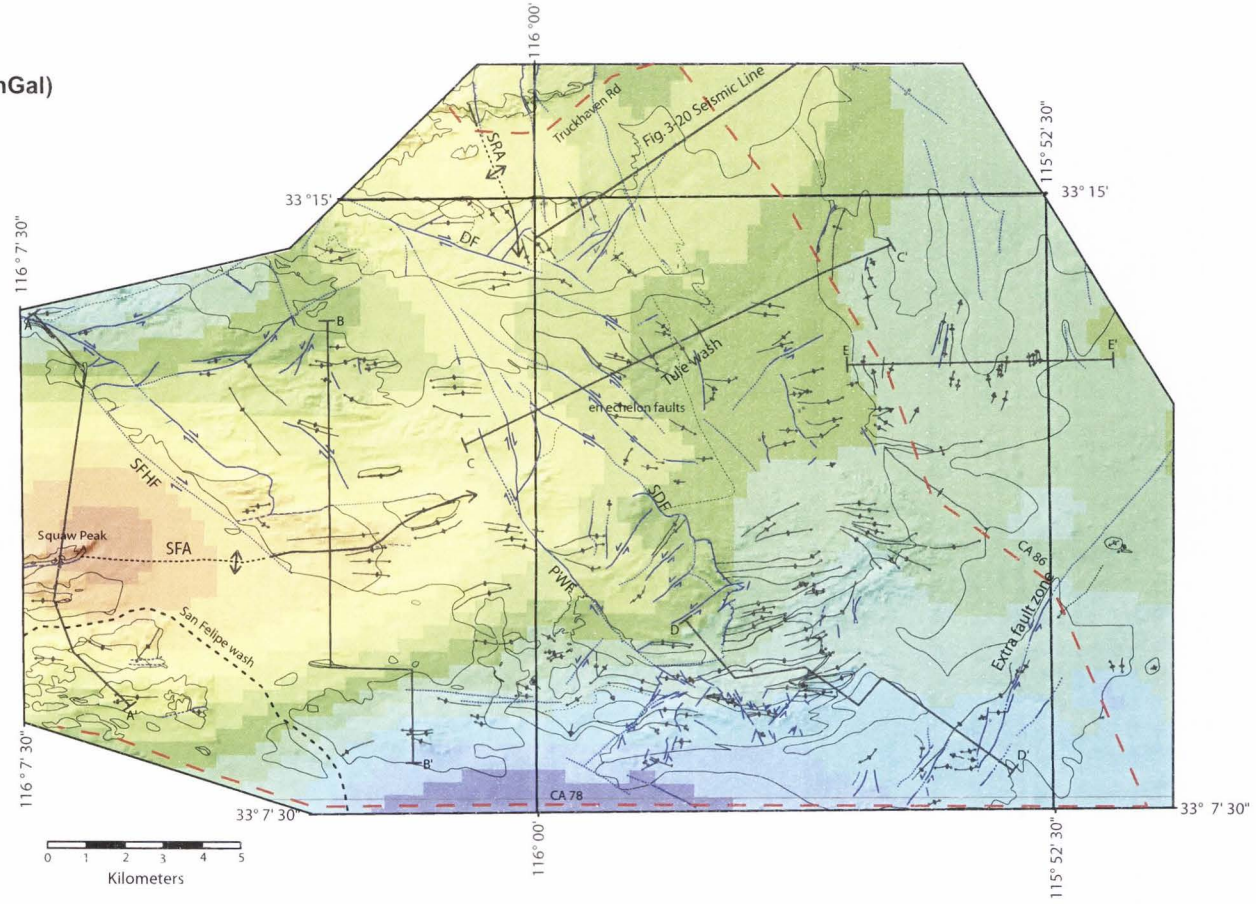 nGal)
116 °00'
Truckhaven Rd
Fig. 3-20 Seismic Line
SRA
115° 52' 30"
33° 15'
33° 15'
116 ° 7' 30"
DF
C'
A
B
Tule wash
E
E'
en echelon faults
C
SFHF
SDF
Squaw Peak
SFA
CA 86
PWF
San Felipe wash
D
Extra fault zone
A'
B'
D'
116° 7' 30"
CA 78
33° 7' 30"
33° 7' 30"
0 1 2 3 4 5
Kilometers
116° 00'
115° 52' 30"